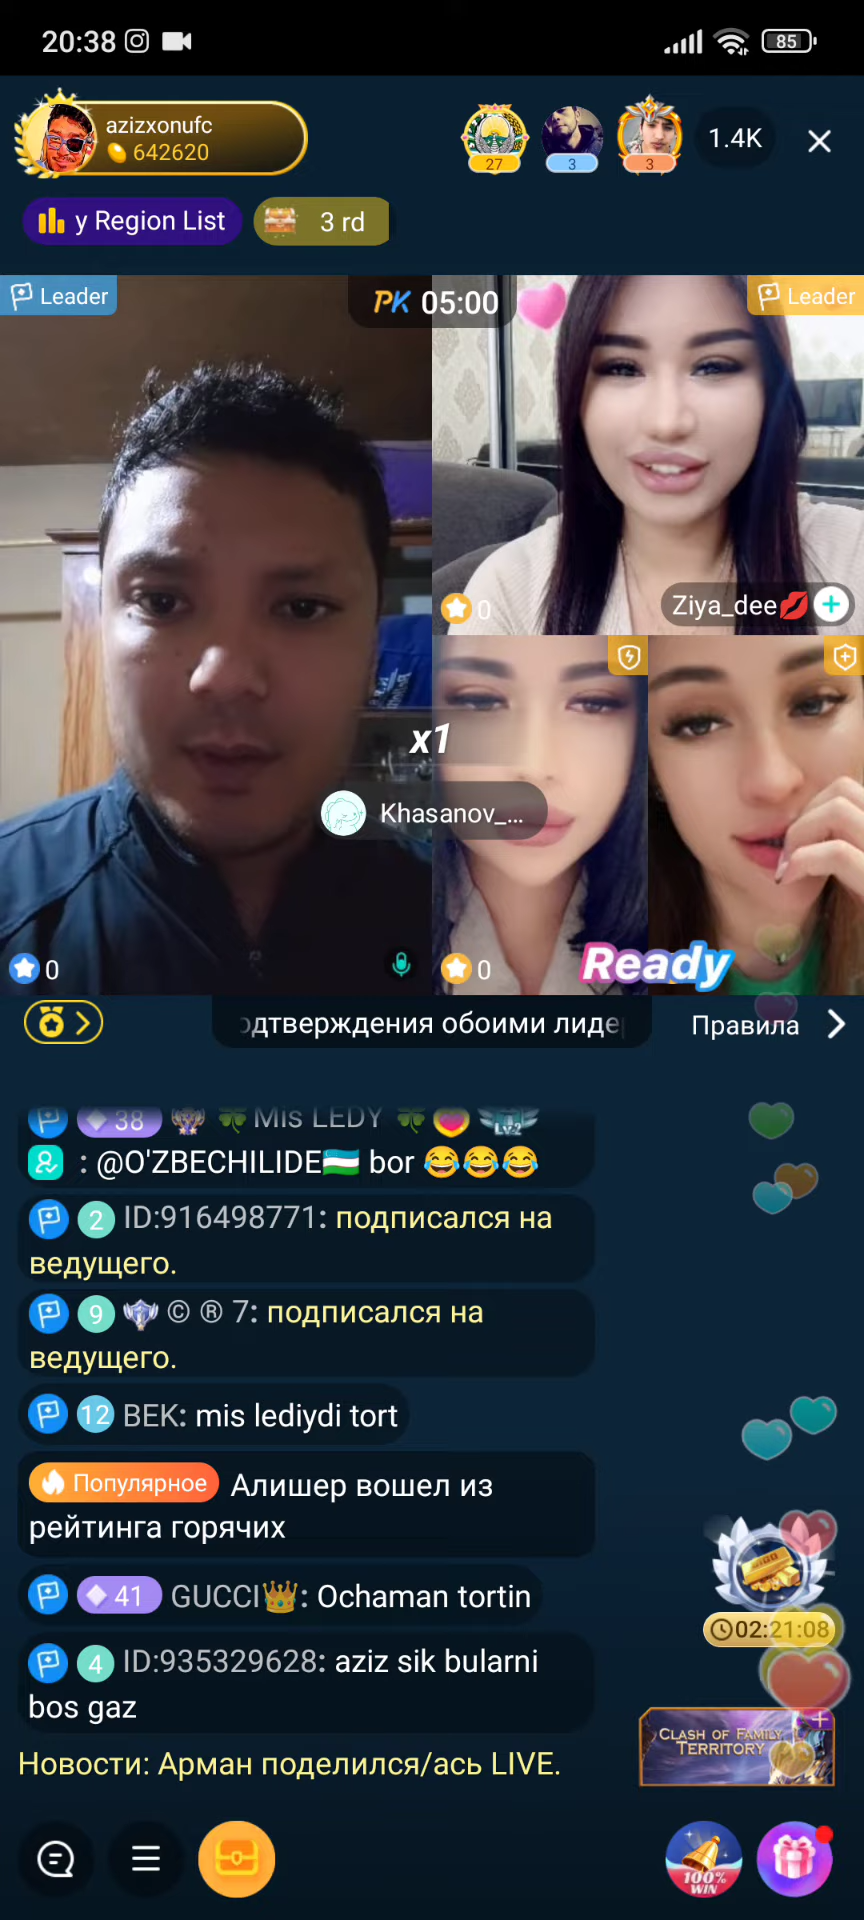 20:38
85
azizxonufc
642620
27
3
3
1.4K
y Region List
3 rd
Leader
PK 05:00
Leader
0
Ziya_dee💋
x1
Khasanov_...
0
0
Ready
одтверждения обоими лиде
Правила
38 🍀 Mis LEDY 🍀 Lv.2
: @O'ZBECHILIDE🇺🇿 bor 😂😂😂
2 ID:916498771: подписался на
ведущего.
9 © ® 7: подписался на
ведущего.
12 BEK: mis lediydi tort
Популярное Алишер вошел из
рейтинга горячих
41 GUCCI👑: Ochaman tortin
02:21:08
4 ID:935329628: aziz sik bularni
bos gaz
CLASH OF FAMILY
TERRITORY
Новости: Арман поделился/ась LIVE.
100%
WIN